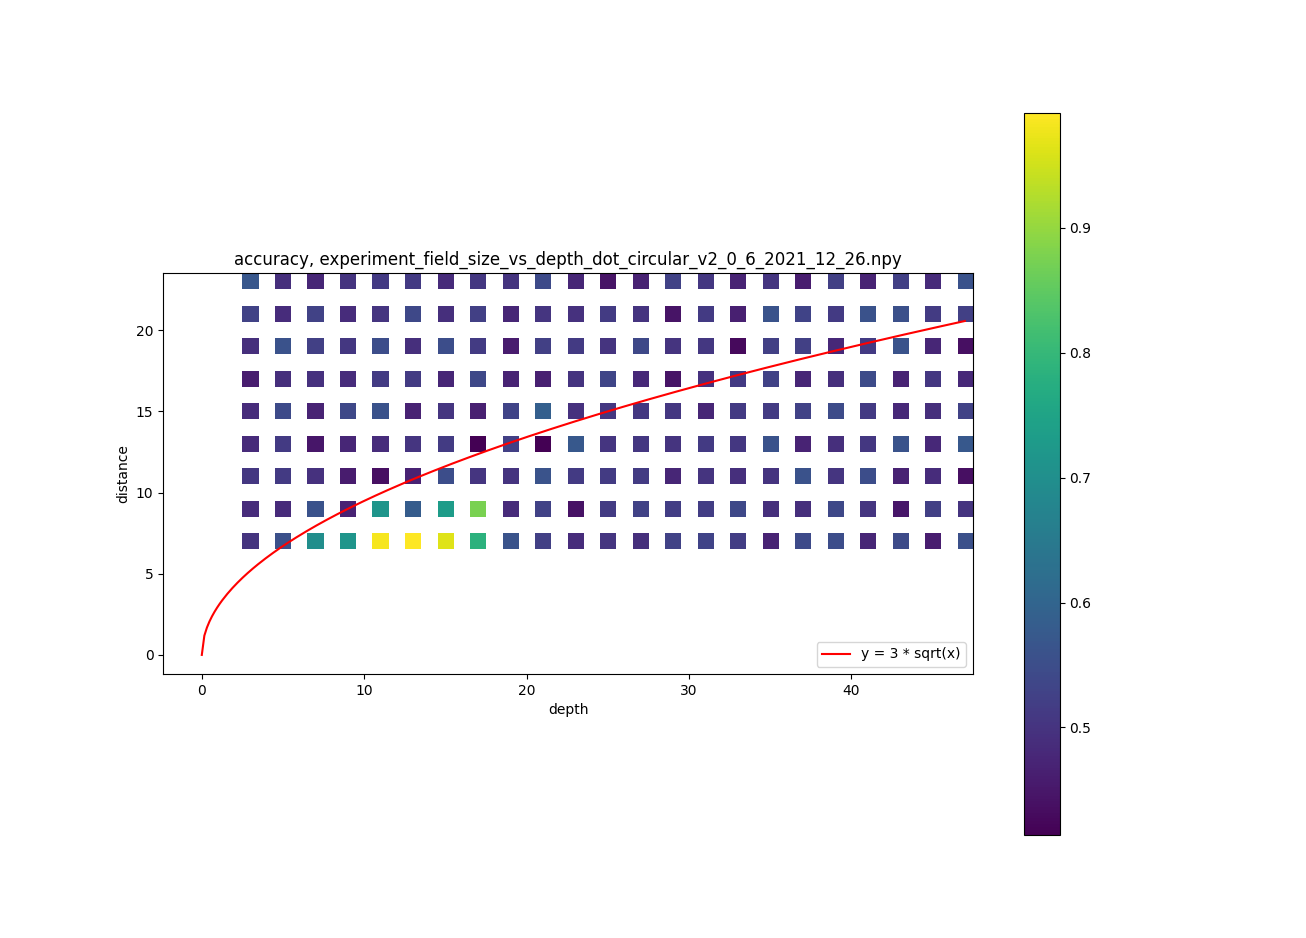 accuracy, experiment_field_size_vs_depth_dot_circular_v2_0_6_2021_12_26.npy
0.9
0.8
0.7
0.6
0.5
20
15
10
5
0
distance
y = 3 * sqrt(x)
0 10 20 30 40
depth